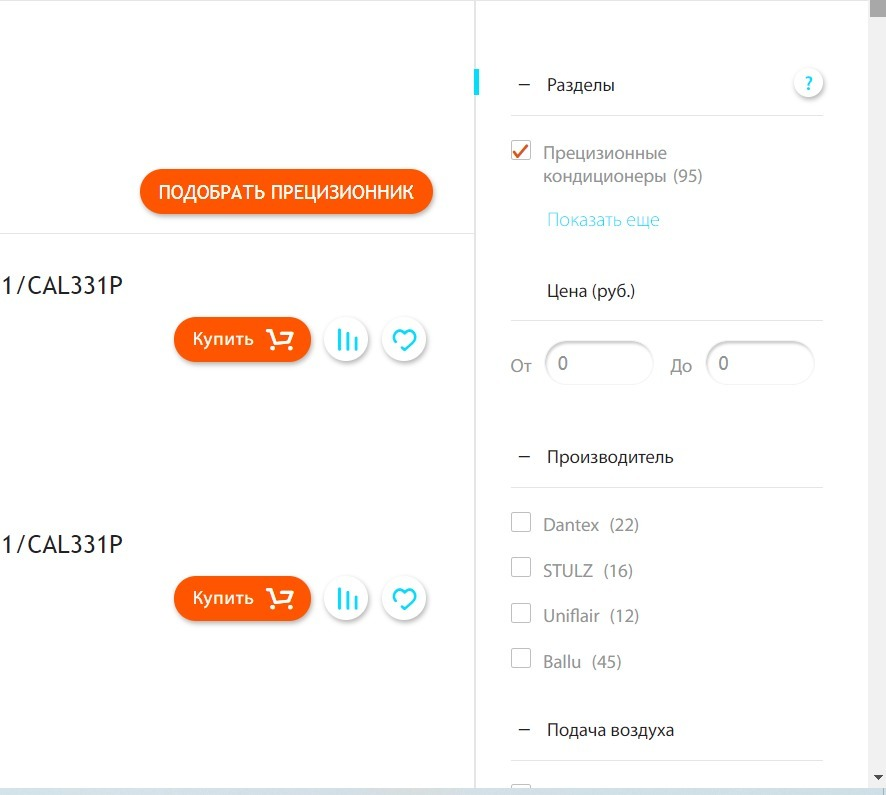 ПОДОБРАТЬ ПРЕЦИЗИОННИК
1/CAL331P
Купить
1/CAL331P
Купить
– Разделы ?
Прецизионные
кондиционеры (95)
Показать еще
Цена (руб.)
От 0 До 0
– Производитель
Dantex (22)
STULZ (16)
Uniflair (12)
Ballu (45)
– Подача воздуха